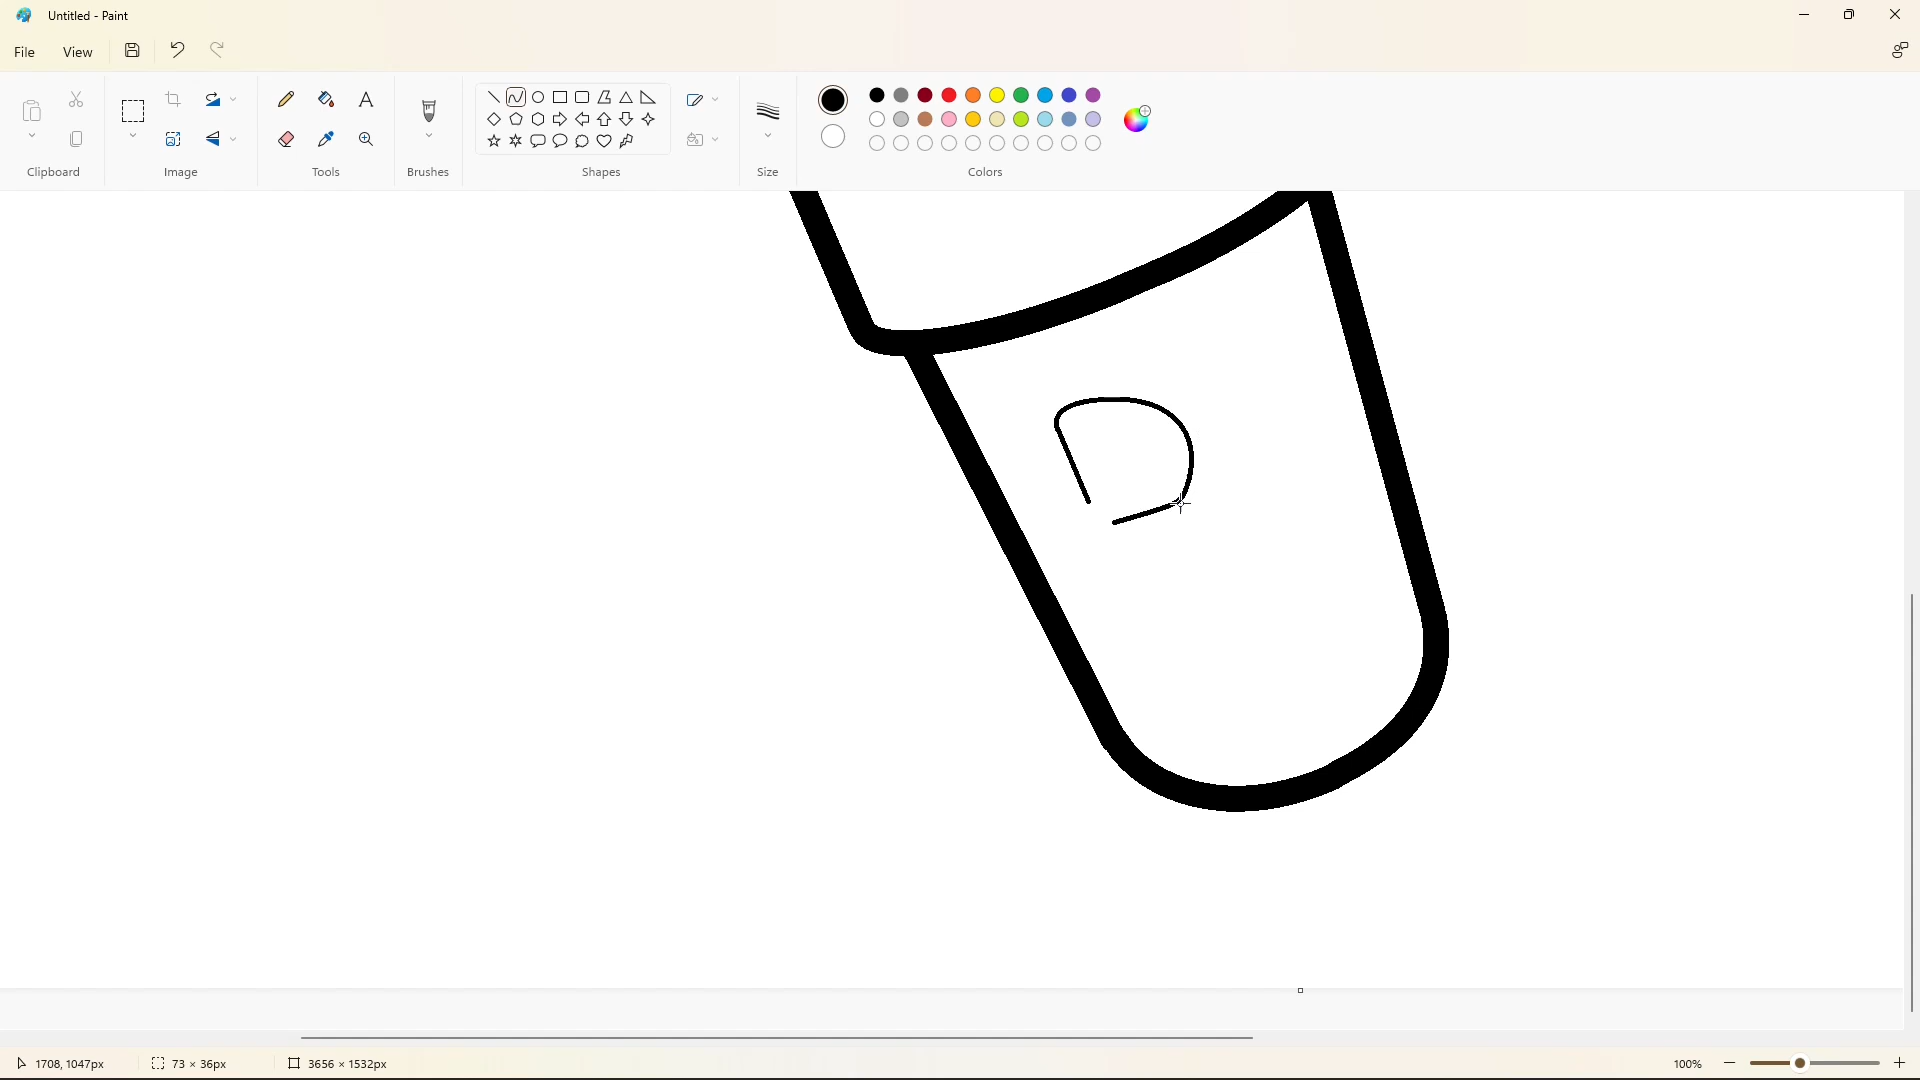 Untitled - Paint
File
View
Clipboard
Image
Tools
Brushes
Shapes
Size
Colors
1708, 1047px
73 × 36px
3656 × 1532px
100%